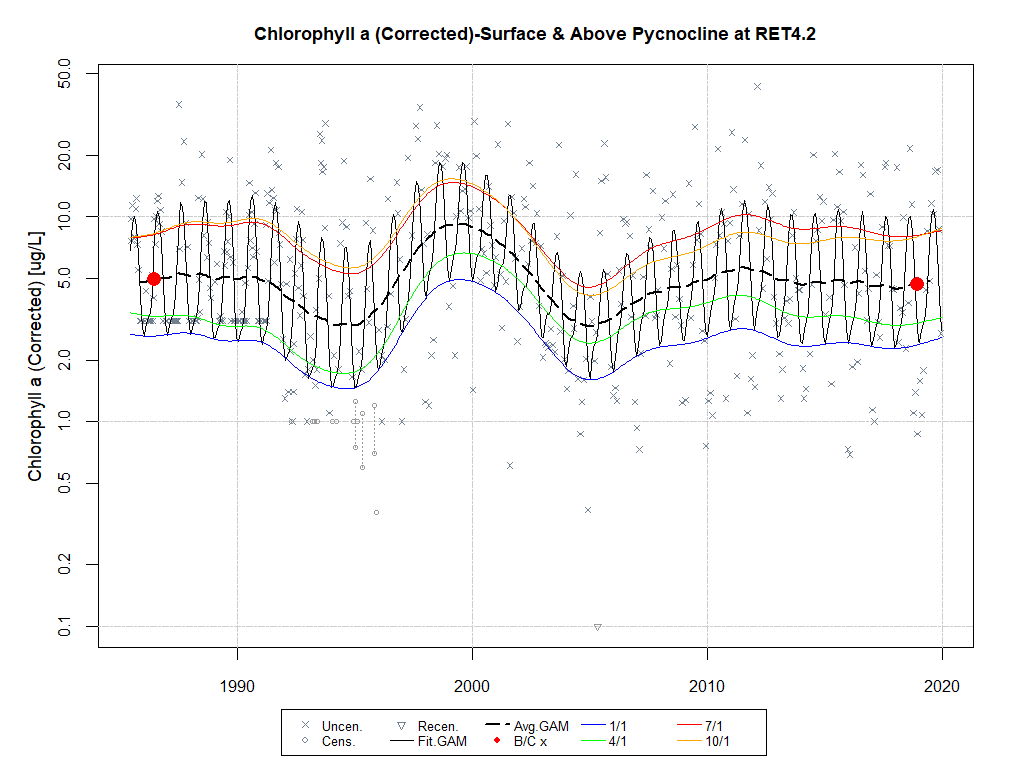 Chlorophyll a (Corrected)-Surface & Above Pycnocline at RET4.2
Chlorophyll a (Corrected) [ug/L]
50.0
20.0
10.0
5.0
2.0
1.0
0.5
0.2
0.1
1990 2000 2010 2020
Uncen. Recen. Avg.GAM 1/1 7/1
Cens. Fit.GAM B/C x 4/1 10/1